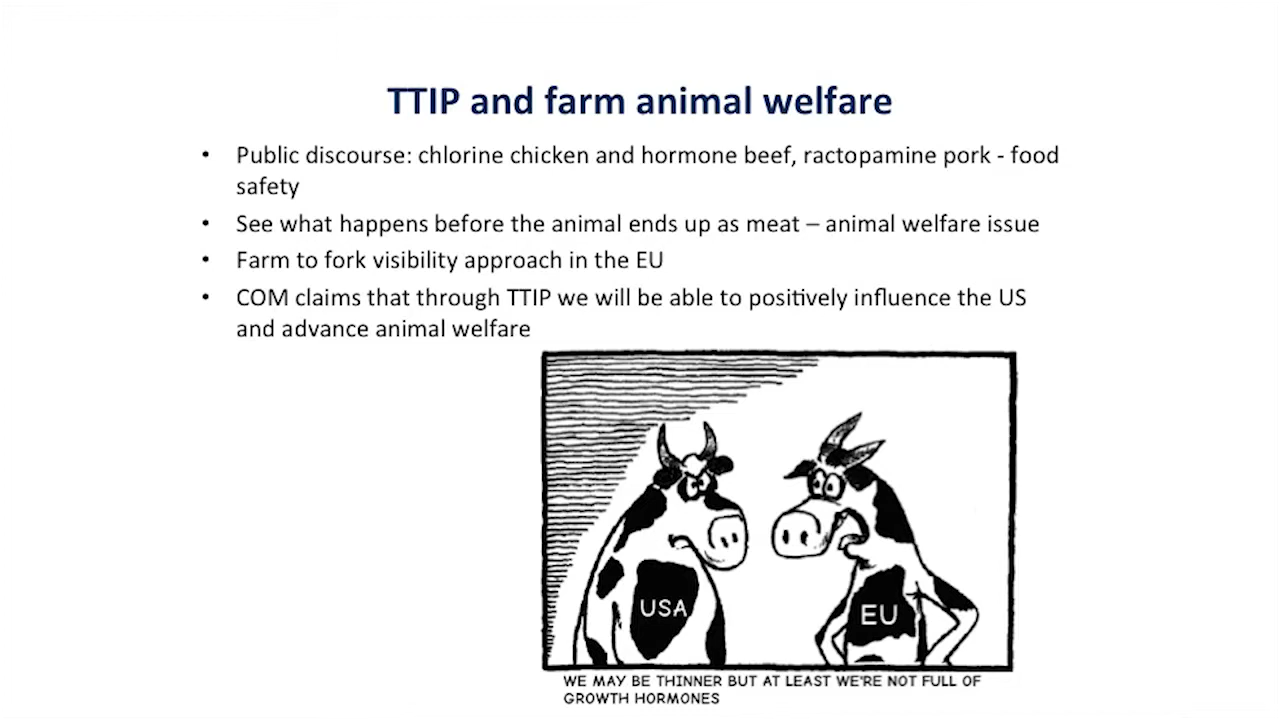 TTIP and farm animal welfare
• Public discourse: chlorine chicken and hormone beef, ractopamine pork - food
safety
• See what happens before the animal ends up as meat – animal welfare issue
• Farm to fork visibility approach in the EU
• COM claims that through TTIP we will be able to positively influence the US
and advance animal welfare
USA
EU
WE MAY BE THINNER BUT AT LEAST WE'RE NOT FULL OF
GROWTH HORMONES